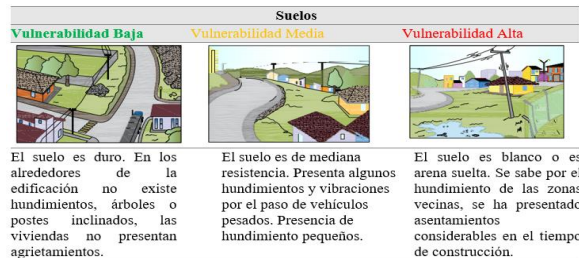 Suelos
Vulnerabilidad Baja
Vulnerabilidad Media
Vulnerabilidad Alta
El suelo es duro. En los
alrededores de la
edificación no existe
hundimientos, árboles o
postes inclinados, las
viviendas no presentan
agrietamientos.
El suelo es de mediana
resistencia. Presenta algunos
hundimientos y vibraciones
por el paso de vehículos
pesados. Presencia de
hundimiento pequeños.
El suelo es blanco o es
arena suelta. Se sabe por el
hundimiento de las zonas
vecinas, se ha presentado
asentamientos
considerables en el tiempo
de construcción.